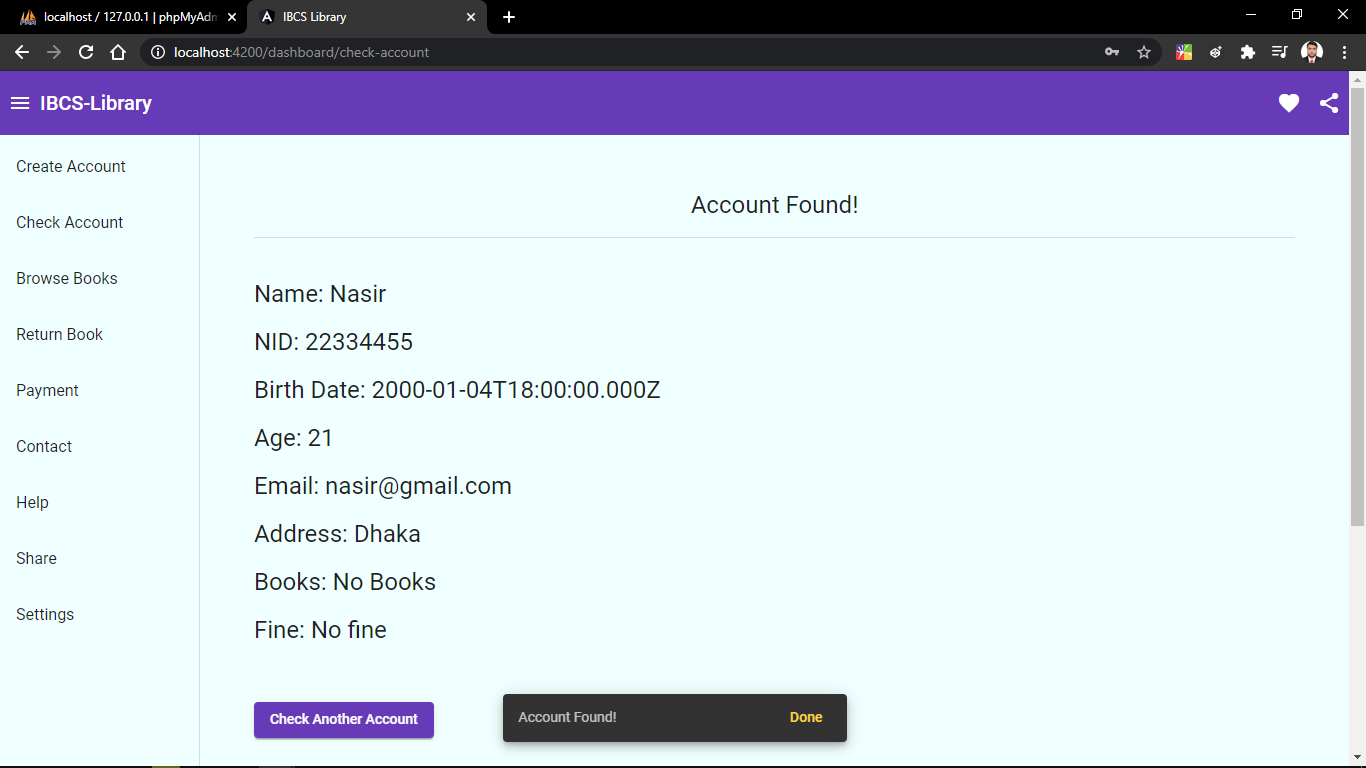 localhost / 127.0.0.1 | phpMyAdm
IBCS Library
localhost:4200/dashboard/check-account
IBCS-Library
Create Account
Check Account
Browse Books
Return Book
Payment
Contact
Help
Share
Settings
Account Found!
Name: Nasir
NID: 22334455
Birth Date: 2000-01-04T18:00:00.000Z
Age: 21
Email: nasir@gmail.com
Address: Dhaka
Books: No Books
Fine: No fine
Check Another Account
Account Found! Done